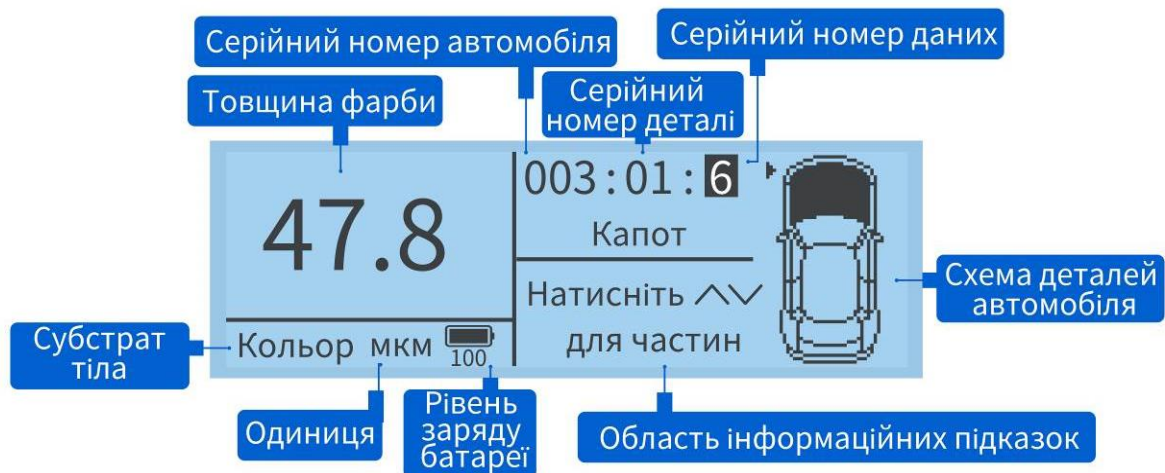 Серійний номер автомобіля
Серійний номер даних
Товщина фарби
Серійний
номер деталі
47.8
003:01:6
Капот
Натисніть
для частин
Кольор мкм
100
Схема деталей
автомобіля
Субстрат
тіла
Одиниця
Рівень
заряду
батареї
Область інформаційних підказок